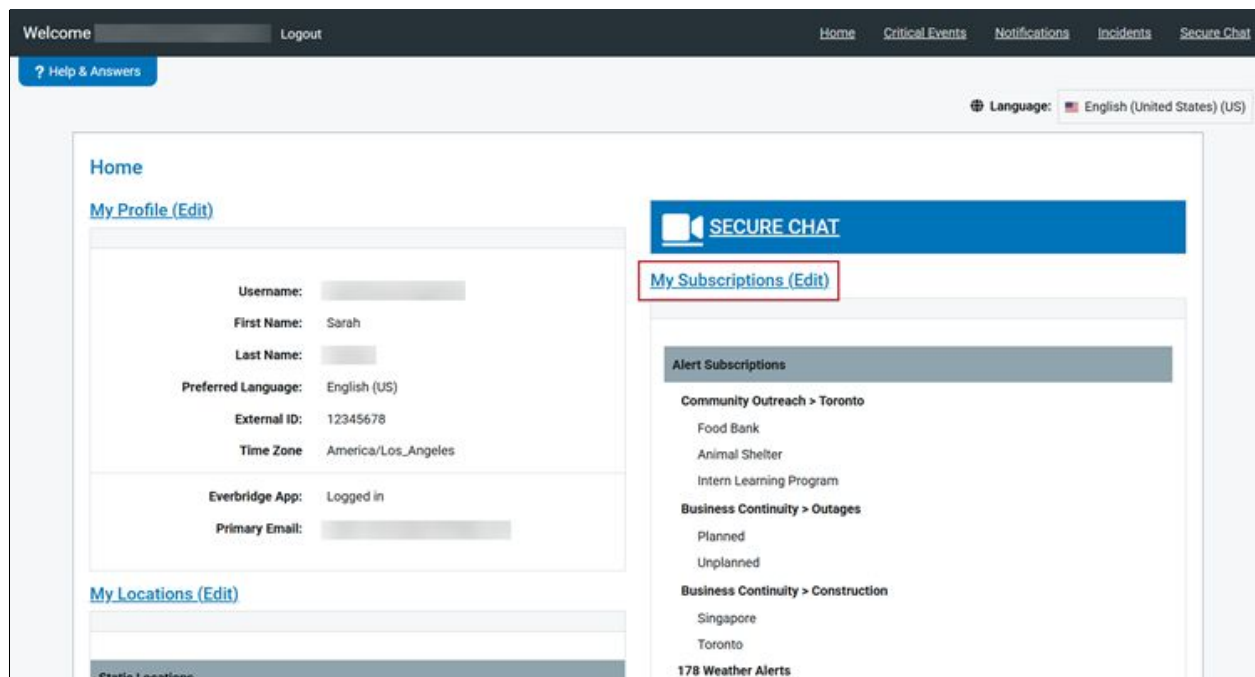 Welcome
Logout
Home
Critical Events
Notifications
Incidents
Secure Chat
? Help & Answers
Language: English (United States) (US)
Home
My Profile (Edit)
Username:
First Name: Sarah
Last Name:
Preferred Language: English (US)
External ID: 12345678
Time Zone America/Los_Angeles
Everbridge App: Logged in
Primary Email:
My Locations (Edit)
Static Locations
SECURE CHAT
My Subscriptions (Edit)
Alert Subscriptions
Community Outreach > Toronto
Food Bank
Animal Shelter
Intern Learning Program
Business Continuity > Outages
Planned
Unplanned
Business Continuity > Construction
Singapore
Toronto
178 Weather Alerts